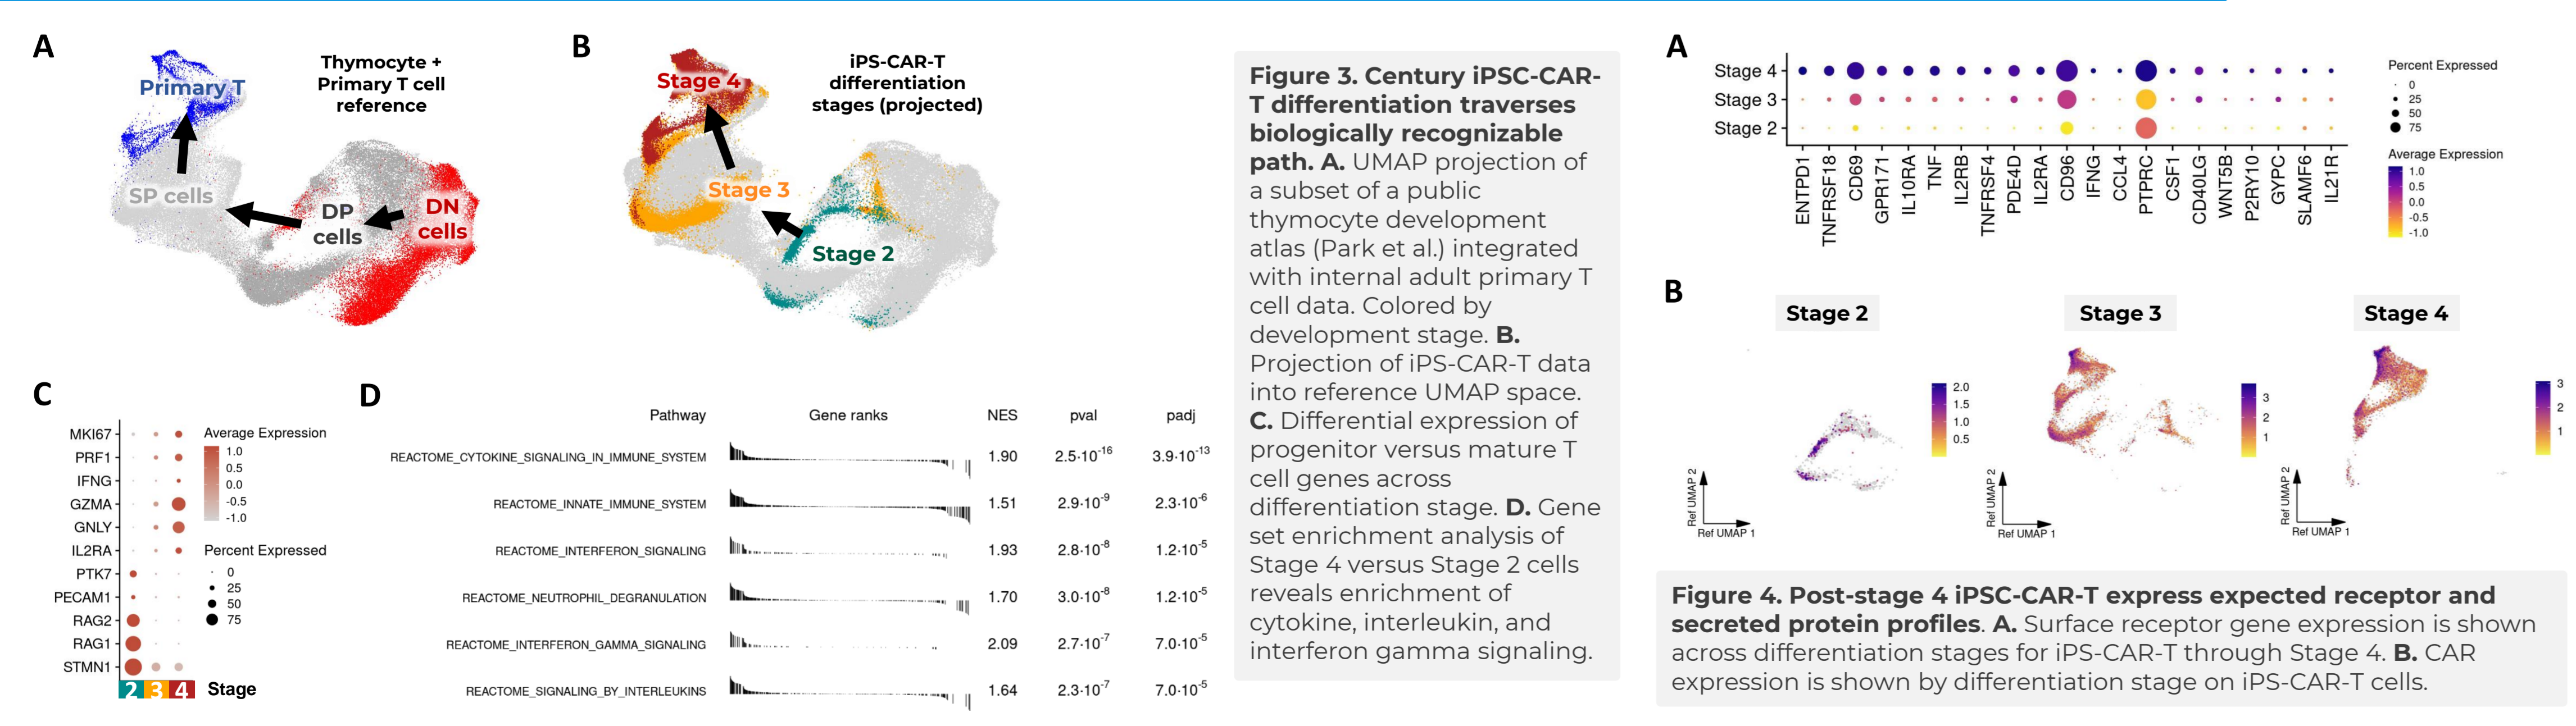 A
Thymocyte +
Primary T cell
reference
Primary T
SP cells
DP
cells
DN
cells
B
iPS-CAR-T
differentiation
stages (projected)
Stage 4
Stage 3
Stage 2
C
MKI67
PRF1
IFNG
GZMA
GNLY
IL2RA
PTK7
PECAM1
RAG2
RAG1
STMN1
2 3 4 Stage
Average Expression
1.0
0.5
0.0
-0.5
-1.0
Percent Expressed
0
25
50
75
D
Pathway Gene ranks NES pval padj
REACTOME_CYTOKINE_SIGNALING_IN_IMMUNE_SYSTEM 1.90 2.5·10-16 3.9·10-13
REACTOME_INNATE_IMMUNE_SYSTEM 1.51 2.9·10-9 2.3·10-6
REACTOME_INTERFERON_SIGNALING 1.93 2.8·10-8 1.2·10-5
REACTOME_NEUTROPHIL_DEGRANULATION 1.70 3.0·10-8 1.2·10-5
REACTOME_INTERFERON_GAMMA_SIGNALING 2.09 2.7·10-7 7.0·10-5
REACTOME_SIGNALING_BY_INTERLEUKINS 1.64 2.3·10-7 7.0·10-5
Figure 3. Century iPSC-CAR-
T differentiation traverses
biologically recognizable
path. A. UMAP projection of
a subset of a public
thymocyte development
atlas (Park et al.) integrated
with internal adult primary T
cell data. Colored by
development stage. B.
Projection of iPS-CAR-T data
into reference UMAP space.
C. Differential expression of
progenitor versus mature T
cell genes across
differentiation stage. D. Gene
set enrichment analysis of
Stage 4 versus Stage 2 cells
reveals enrichment of
cytokine, interleukin, and
interferon gamma signaling.
A
Stage 4
Stage 3
Stage 2
ENTPD1
TNFRSF18
CD69
GPR171
IL10RA
TNF
IL2RB
TNFRSF4
PDE4D
IL2RA
CD96
IFNG
CCL4
PTPRC
CSF1
CD40LG
WNT5B
P2RY10
GYPC
SLAMF6
IL21R
Percent Expressed
0
25
50
75
Average Expression
1.0
0.5
0.0
-0.5
-1.0
B
Stage 2
2.0
1.5
1.0
0.5
Ref UMAP 2
Ref UMAP 1
Stage 3
3
2
1
Ref UMAP 2
Ref UMAP 1
Stage 4
3
2
1
Ref UMAP 2
Ref UMAP 1
Figure 4. Post-stage 4 iPSC-CAR-T express expected receptor and
secreted protein profiles. A. Surface receptor gene expression is shown
across differentiation stages for iPS-CAR-T through Stage 4. B. CAR
expression is shown by differentiation stage on iPS-CAR-T cells.